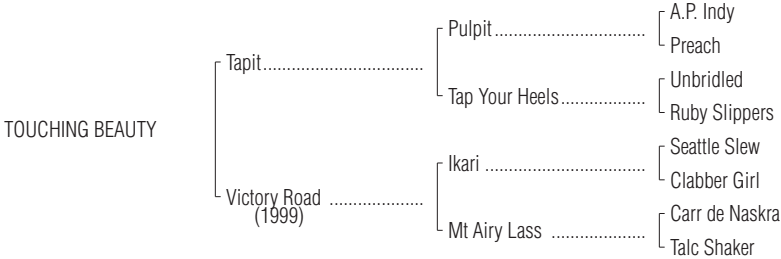 A.P. Indy
Pulpit..............................
Preach
Tapit................................
Unbridled
Tap Your Heels.................
Ruby Slippers
TOUCHING BEAUTY
Seattle Slew
Ikari ................................
Clabber Girl
Victory Road ...................
(1999)
Carr de Naskra
Mt Airy Lass ...................
Talc Shaker